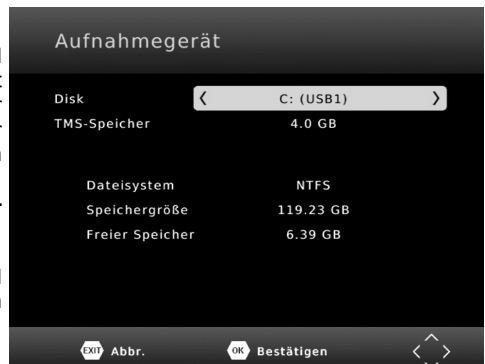 Aufnahmegerät
Disk C: (USB1)
TMS-Speicher 4.0 GB
Dateisystem NTFS
Speichergröße 119.23 GB
Freier Speicher 6.39 GB
EXIT Abbr. OK Bestätigen